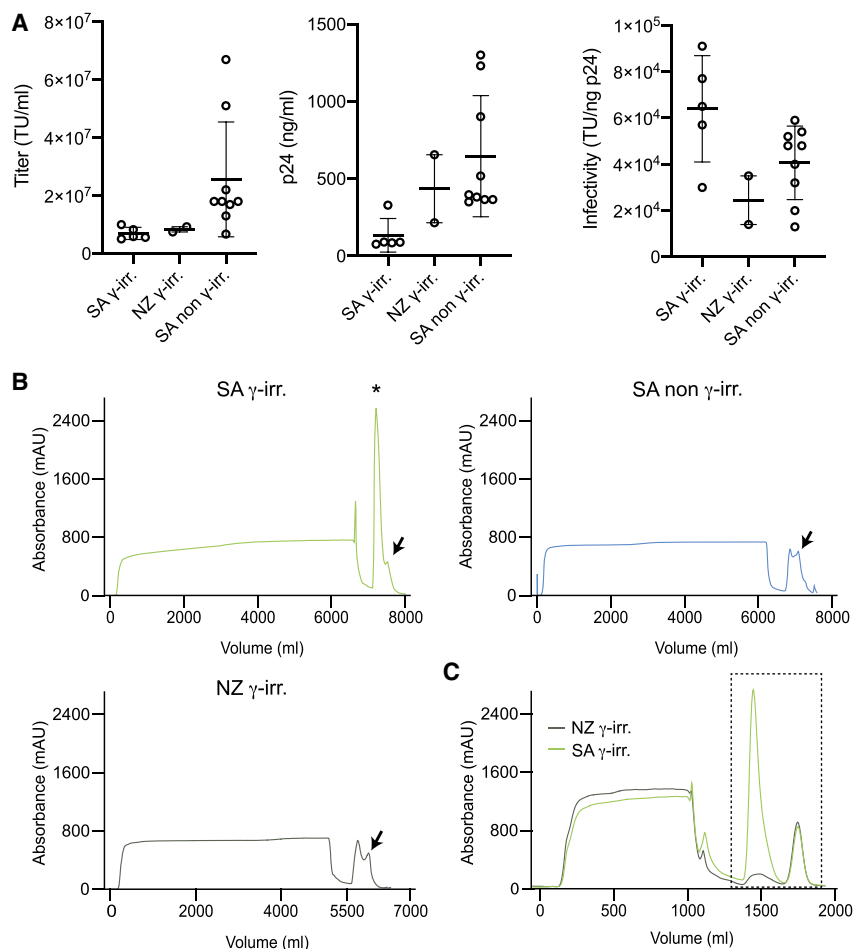 A
Titer (TU/ml)
8×10⁷
6×10⁷
4×10⁷
2×10⁷
0
SA γ-irr.
NZ γ-irr.
SA non γ-irr.
p24 (ng/ml)
1500
1000
500
0
SA γ-irr.
NZ γ-irr.
SA non γ-irr.
Infectivity (TU/ng p24)
1×10⁵
8×10⁴
6×10⁴
4×10⁴
2×10⁴
0
SA γ-irr.
NZ γ-irr.
SA non γ-irr.
B
SA γ-irr.
*
Absorbance (mAU)
2400
1600
800
0
0 2000 4000 6000 8000
Volume (ml)
SA non γ-irr.
Absorbance (mAU)
2400
1600
800
0
0 2000 4000 6000 8000
Volume (ml)
NZ γ-irr.
Absorbance (mAU)
2400
1600
800
0
0 2000 4000 5500 7000
Volume (ml)
C
NZ γ-irr.
SA γ-irr.
Absorbance (mAU)
2400
1600
800
0
0 500 1000 1500 2000
Volume (ml)